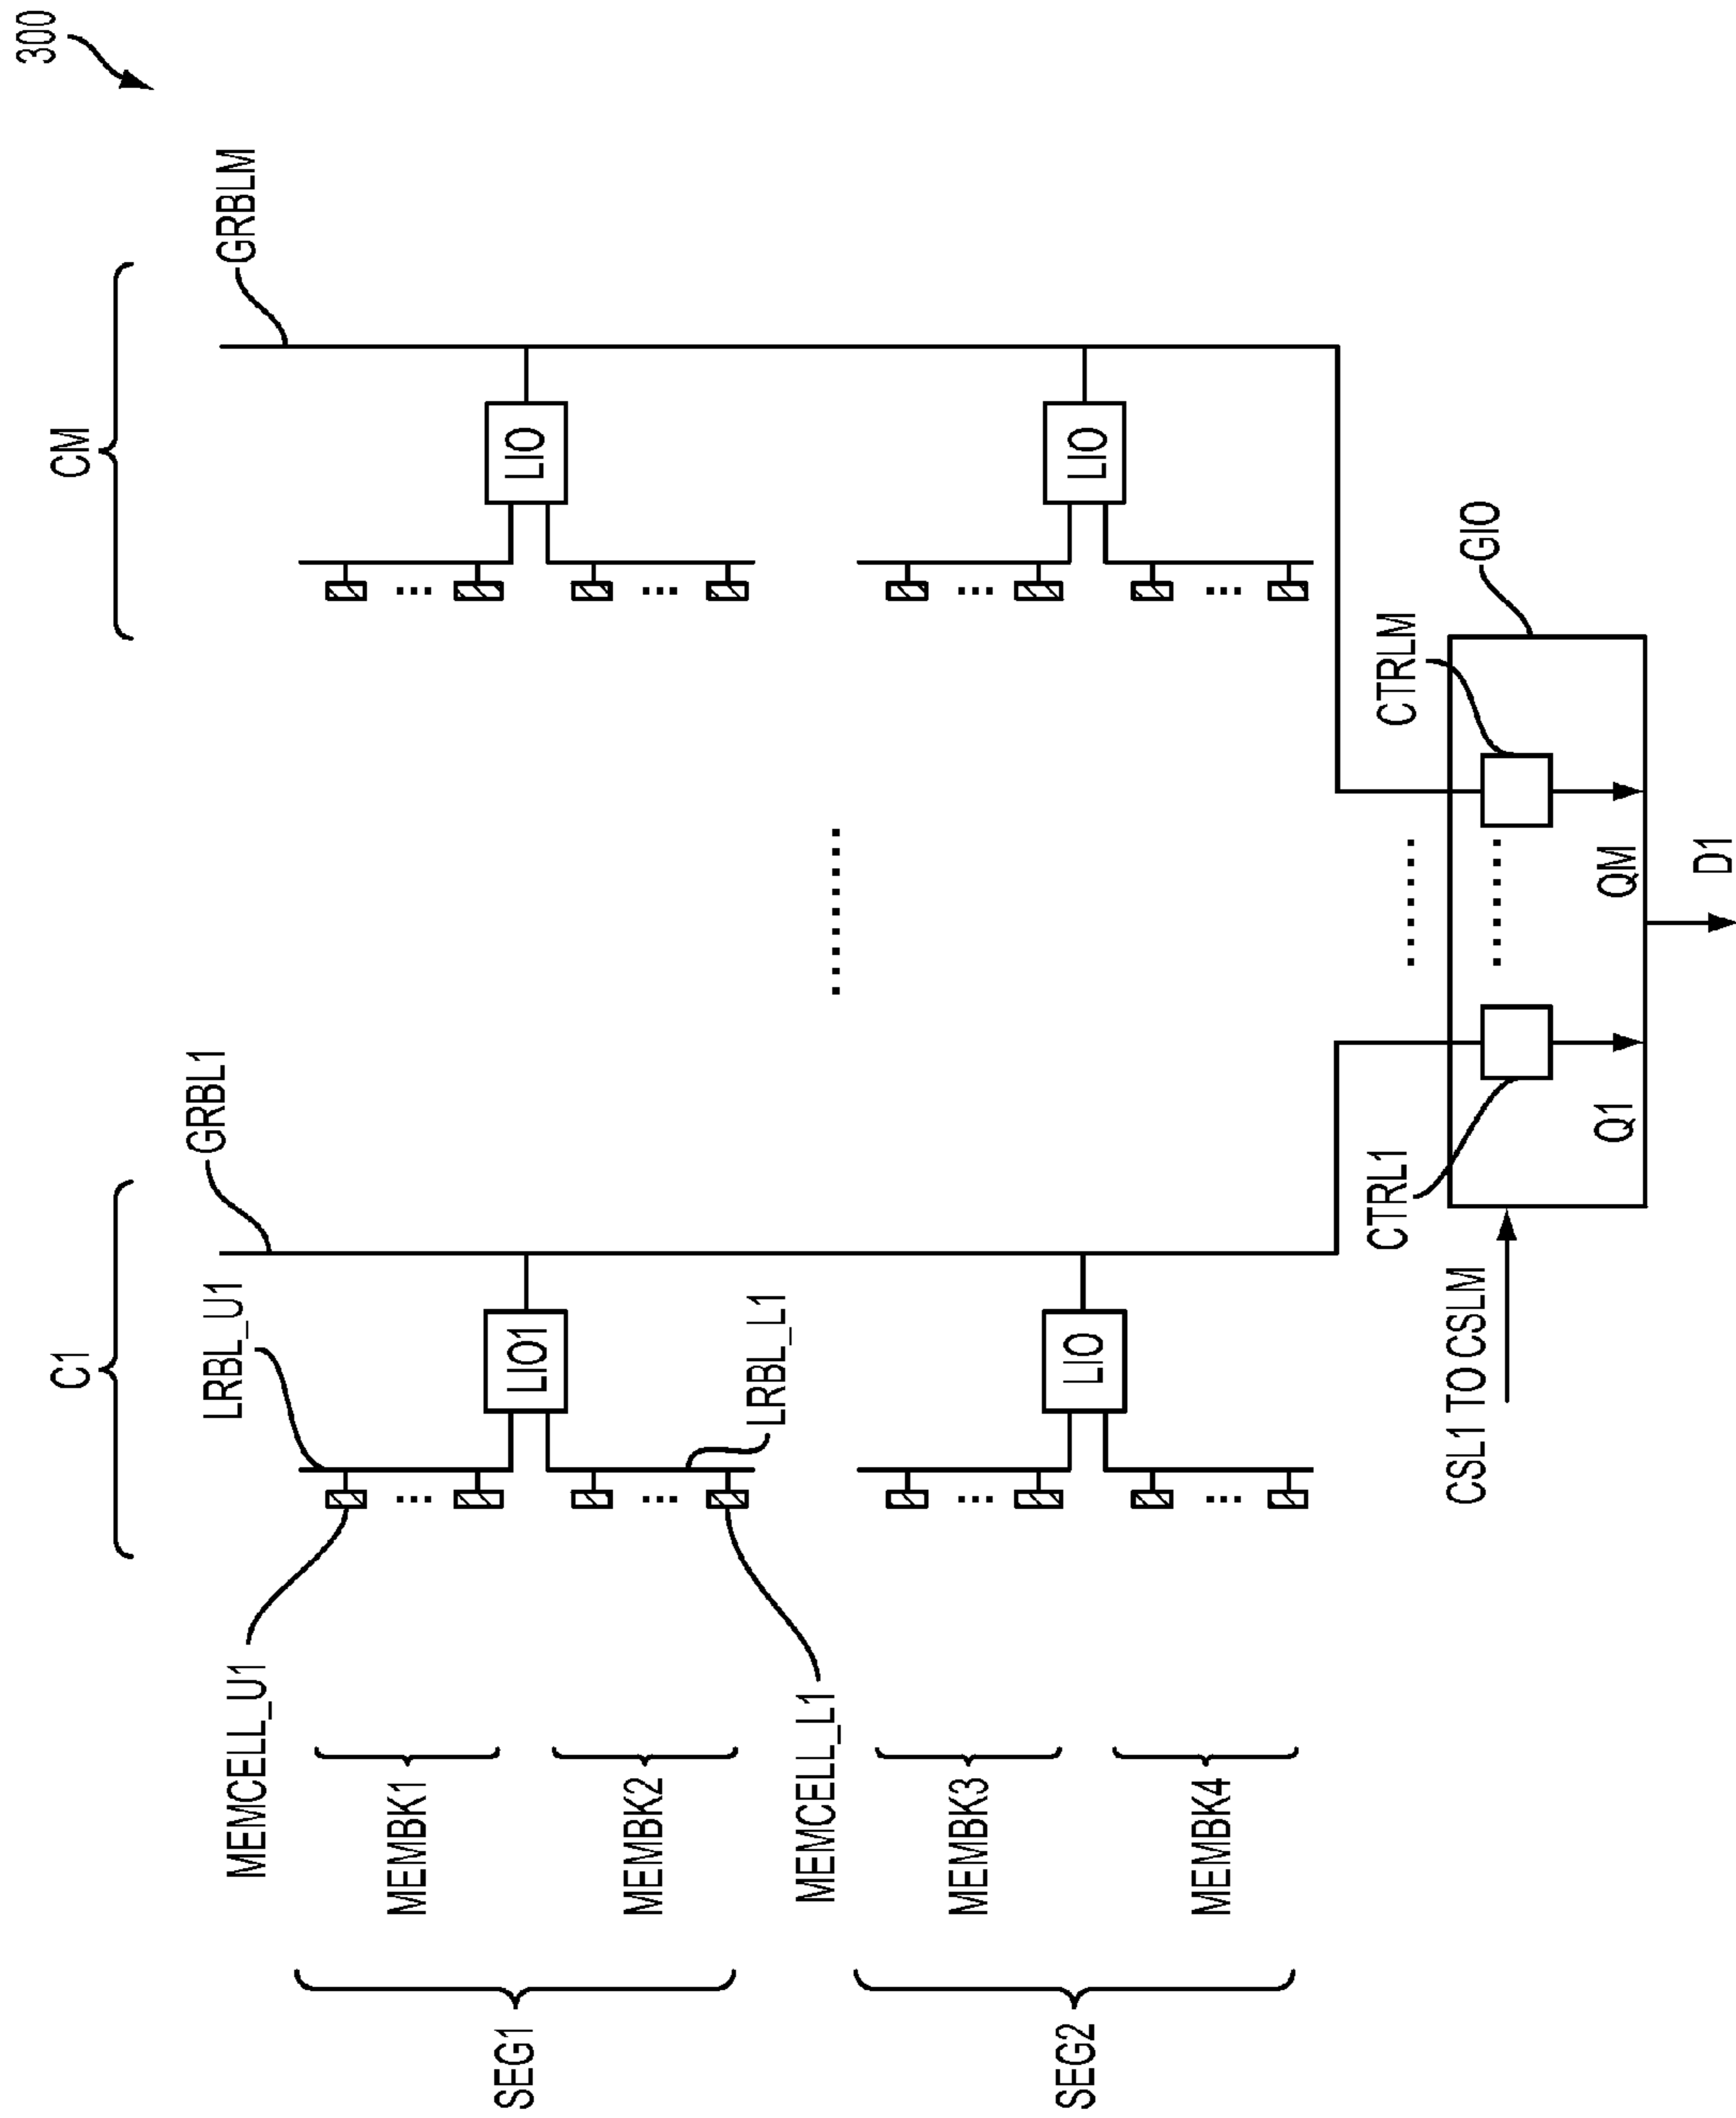 300
C1
CM
GRBL1
GRBLM
LRBL_U1
LIO1
LIO
LRBL_L1
MEMCELL_U1
MEMBK1
MEMBK2
SEG1
MEMCELL_L1
LIO
LIO
MEMBK3
MEMBK4
SEG2
CTRL1
CTRLM
GIO
CSL1 TO CSLM
Q1
QM
D1